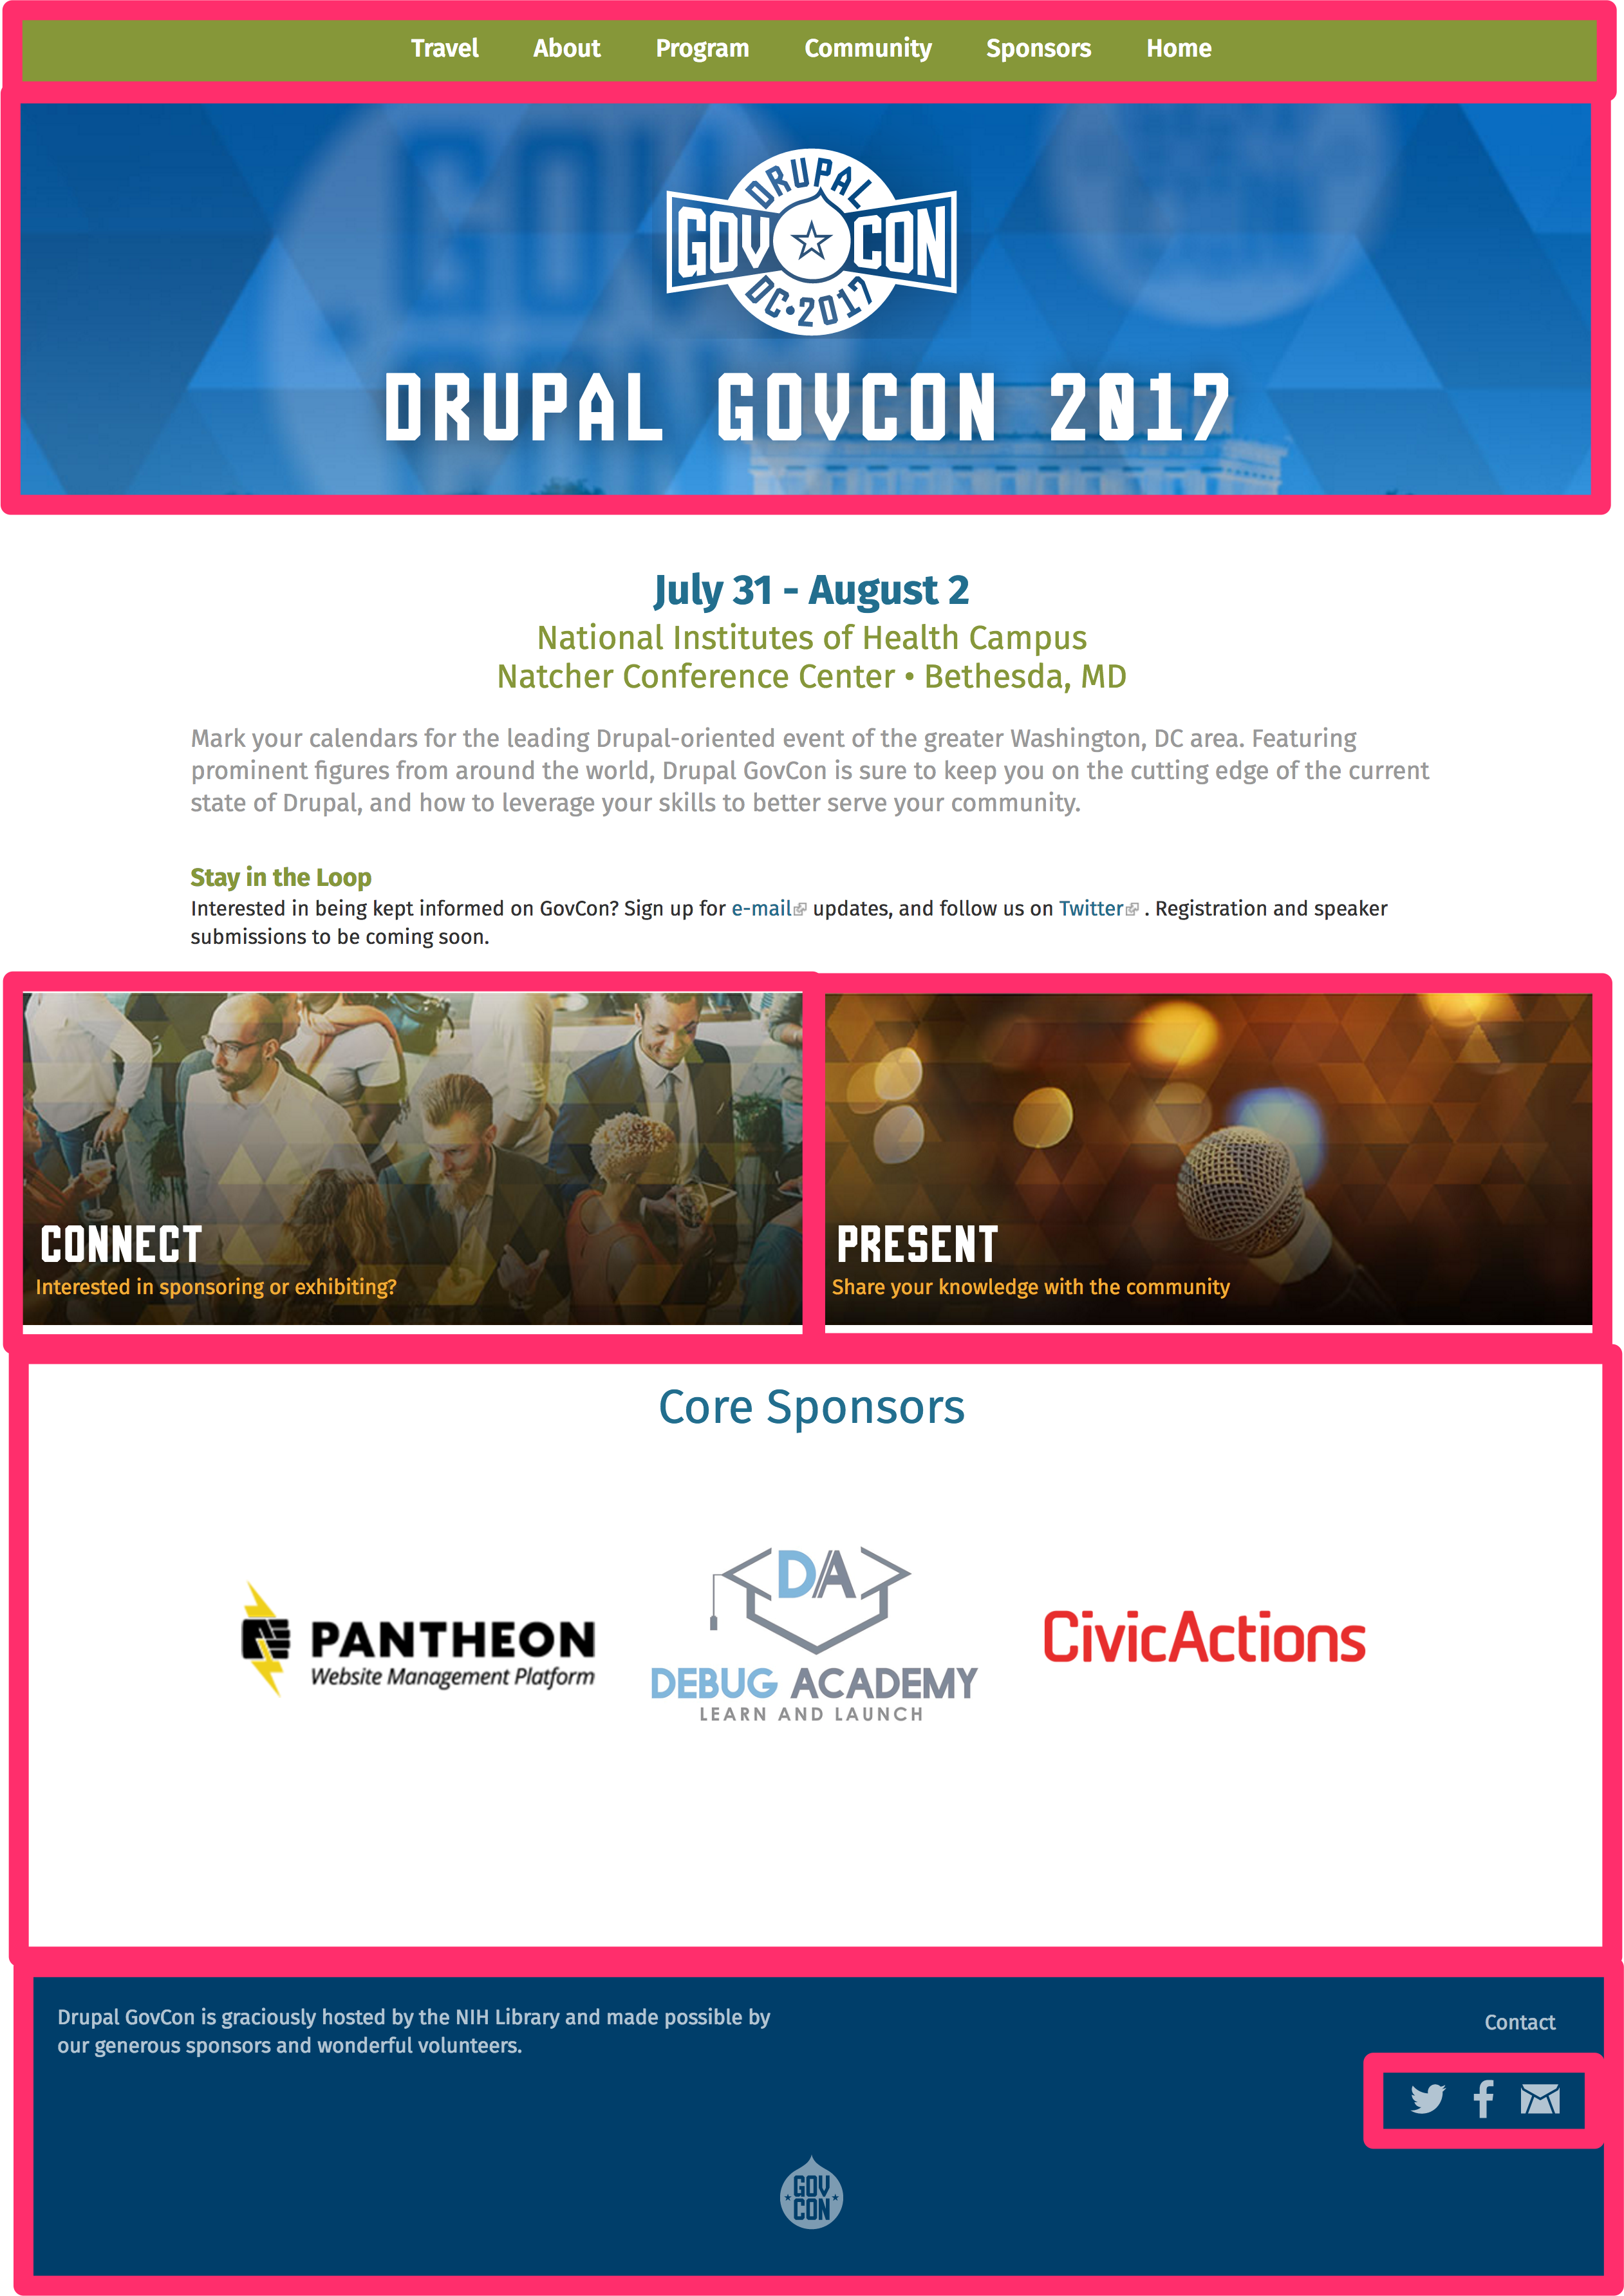 Travel About Program Community Sponsors Home
DRUPAL
GOV CON
DC • 2017
DRUPAL GOVCON 2017
July 31 - August 2
National Institutes of Health Campus
Natcher Conference Center • Bethesda, MD
Mark your calendars for the leading Drupal-oriented event of the greater Washington, DC area. Featuring
prominent figures from around the world, Drupal GovCon is sure to keep you on the cutting edge of the current
state of Drupal, and how to leverage your skills to better serve your community.
Stay in the Loop
Interested in being kept informed on GovCon? Sign up for e-mail updates, and follow us on Twitter . Registration and speaker
submissions to be coming soon.
CONNECT
Interested in sponsoring or exhibiting?
PRESENT
Share your knowledge with the community
Core Sponsors
PANTHEON
Website Management Platform
DA
DEBUG ACADEMY
LEARN AND LAUNCH
CivicActions
Drupal GovCon is graciously hosted by the NIH Library and made possible by
our generous sponsors and wonderful volunteers.
Contact
GOV
CON